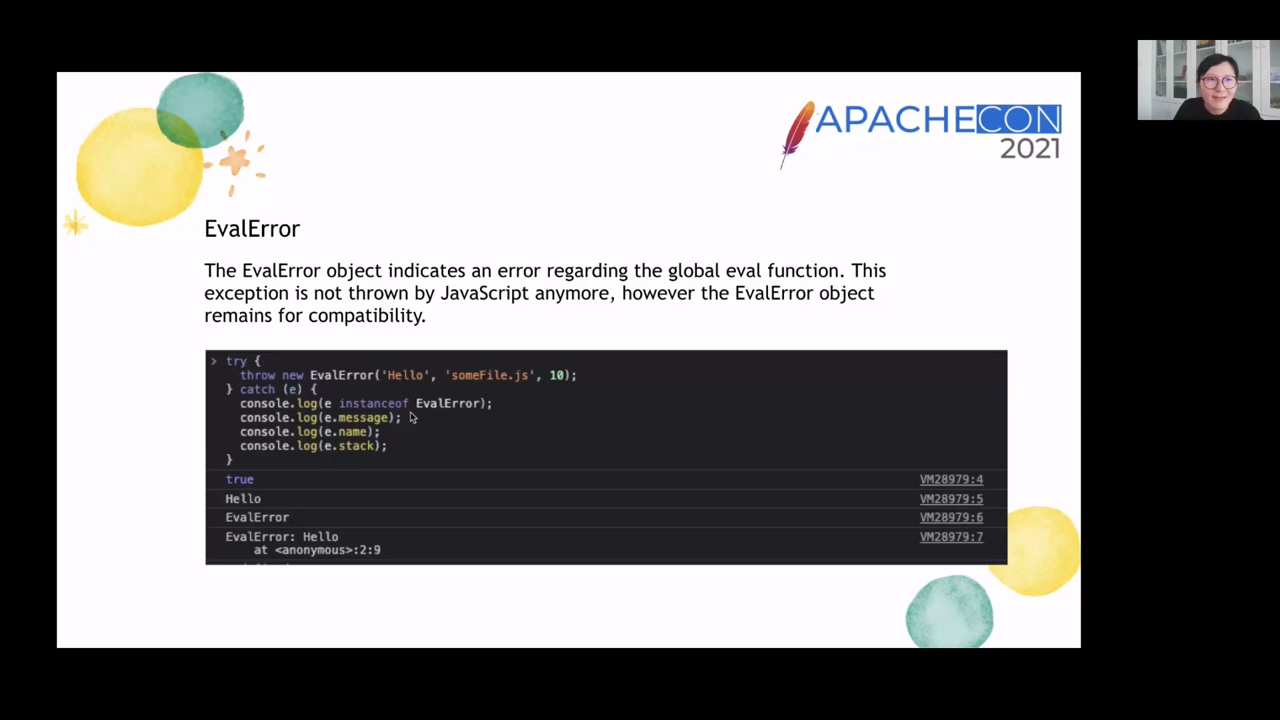 APACHECON
2021
EvalError
The EvalError object indicates an error regarding the global eval function. This
exception is not thrown by JavaScript anymore, however the EvalError object
remains for compatibility.
> try {
throw new EvalError('Hello', 'someFile.js', 10);
} catch (e) {
console.log(e instanceof EvalError);
console.log(e.message);
console.log(e.name);
console.log(e.stack);
}
true VM28979:4
Hello VM28979:5
EvalError VM28979:6
EvalError: Hello VM28979:7
at <anonymous>:2:9